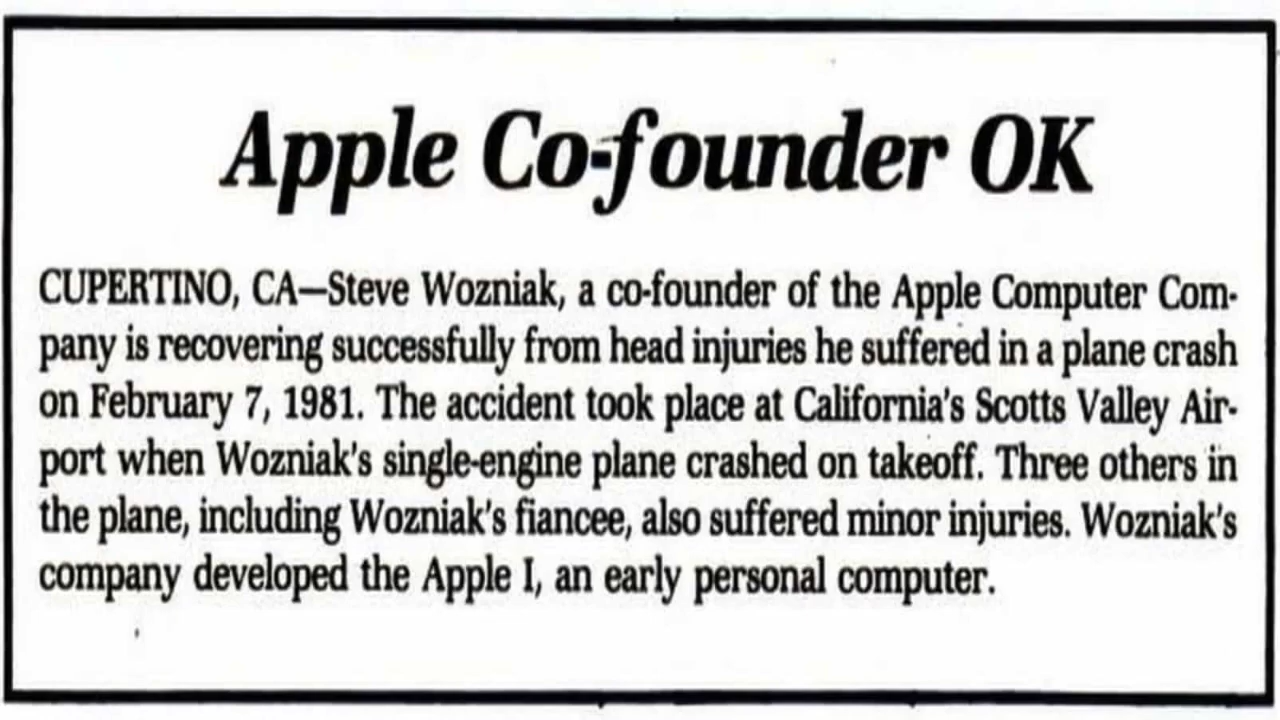 Apple Co-founder OK
CUPERTINO, CA—Steve Wozniak, a co-founder of the Apple Computer Com-
pany is recovering successfully from head injuries he suffered in a plane crash
on February 7, 1981. The accident took place at California's Scotts Valley Air-
port when Wozniak's single-engine plane crashed on takeoff. Three others in
the plane, including Wozniak's fiancee, also suffered minor injuries. Wozniak's
company developed the Apple I, an early personal computer.